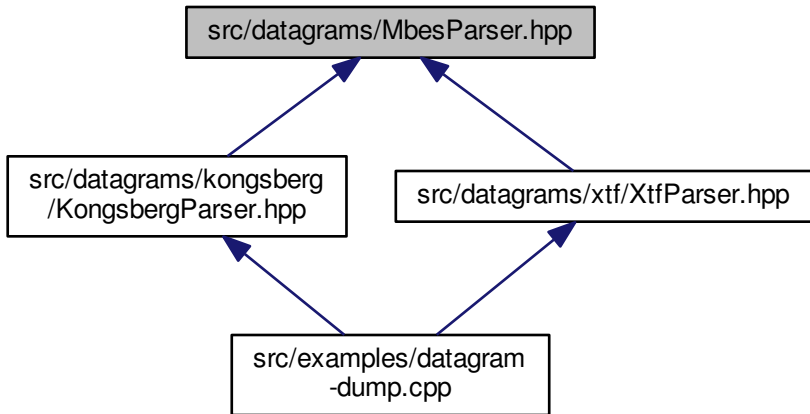 src/datagrams/MbesParser.hpp
src/datagrams/kongsberg
/KongsbergParser.hpp
src/datagrams/xtf/XtfParser.hpp
src/examples/datagram
-dump.cpp